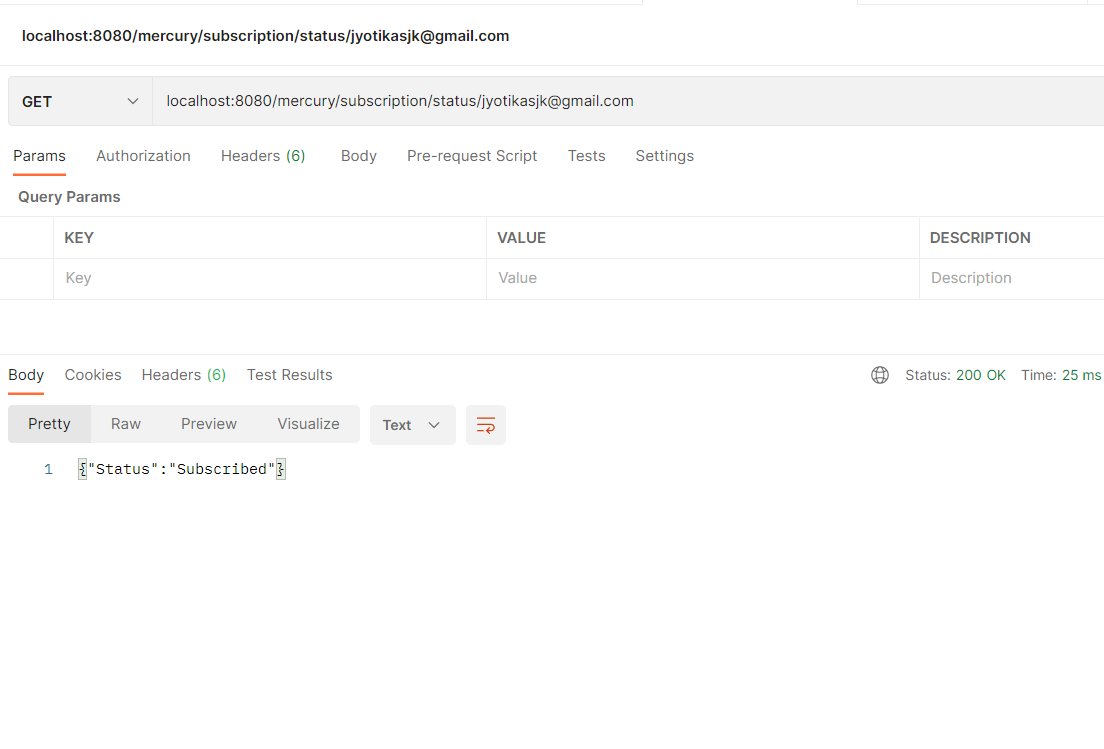 localhost:8080/mercury/subscription/status/jyotikasjk@gmail.com
GET localhost:8080/mercury/subscription/status/jyotikasjk@gmail.com
Params Authorization Headers (6) Body Pre-request Script Tests Settings
Query Params
KEY VALUE DESCRIPTION
Key Value Description
Body Cookies Headers (6) Test Results Status: 200 OK Time: 25 ms
Pretty Raw Preview Visualize Text
1 {"Status":"Subscribed"}